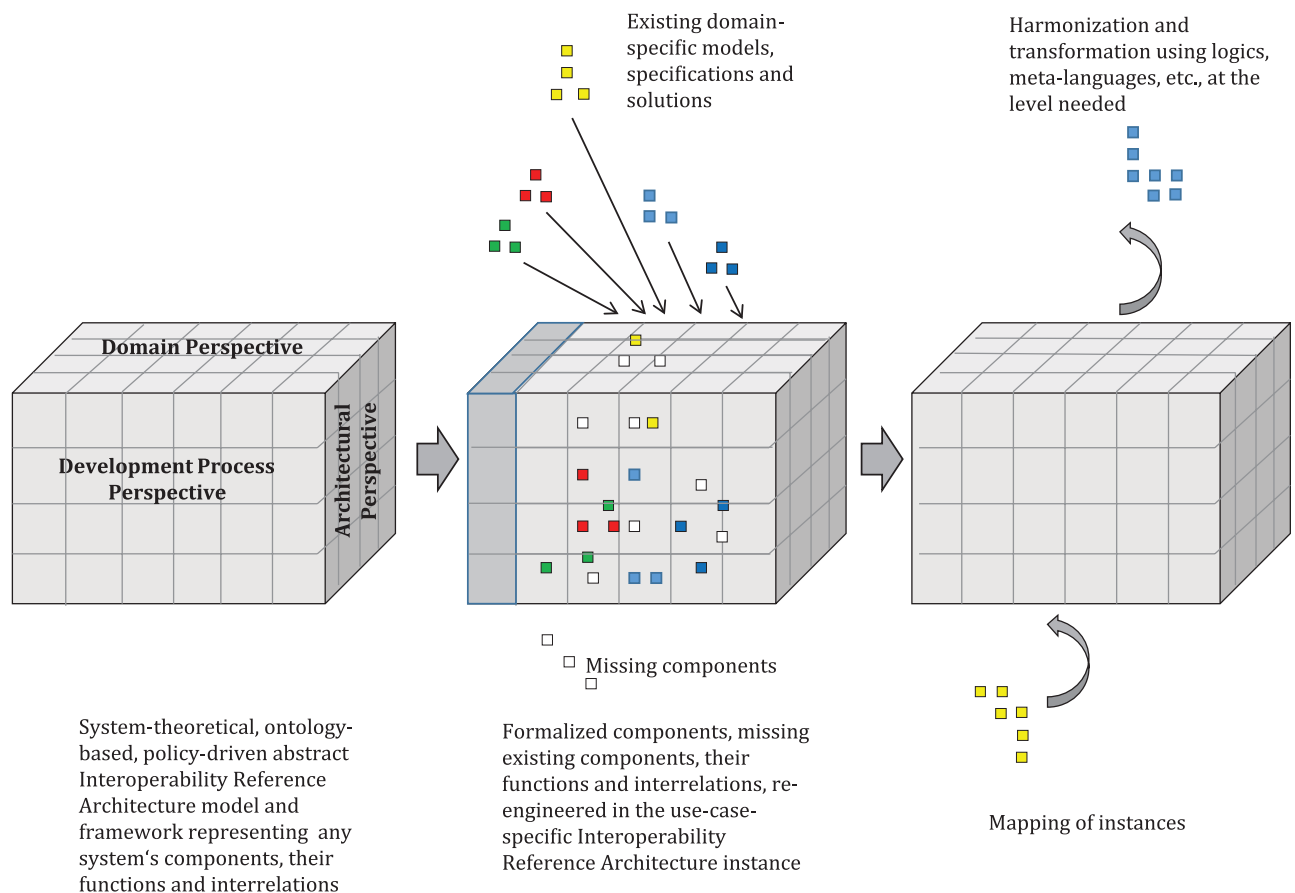 Existing domain-
specific models,
specifications and
solutions
Harmonization and
transformation using logics,
meta-languages, etc., at the
level needed
Domain Perspective
Development Process
Perspective
Architectural
Perspective
Missing components
System-theoretical, ontology-
based, policy-driven abstract
Interoperability Reference
Architecture model and
framework representing any
system‘s components, their
functions and interrelations
Formalized components, missing
existing components, their
functions and interrelations, re-
engineered in the use-case-
specific Interoperability
Reference Architecture instance
Mapping of instances